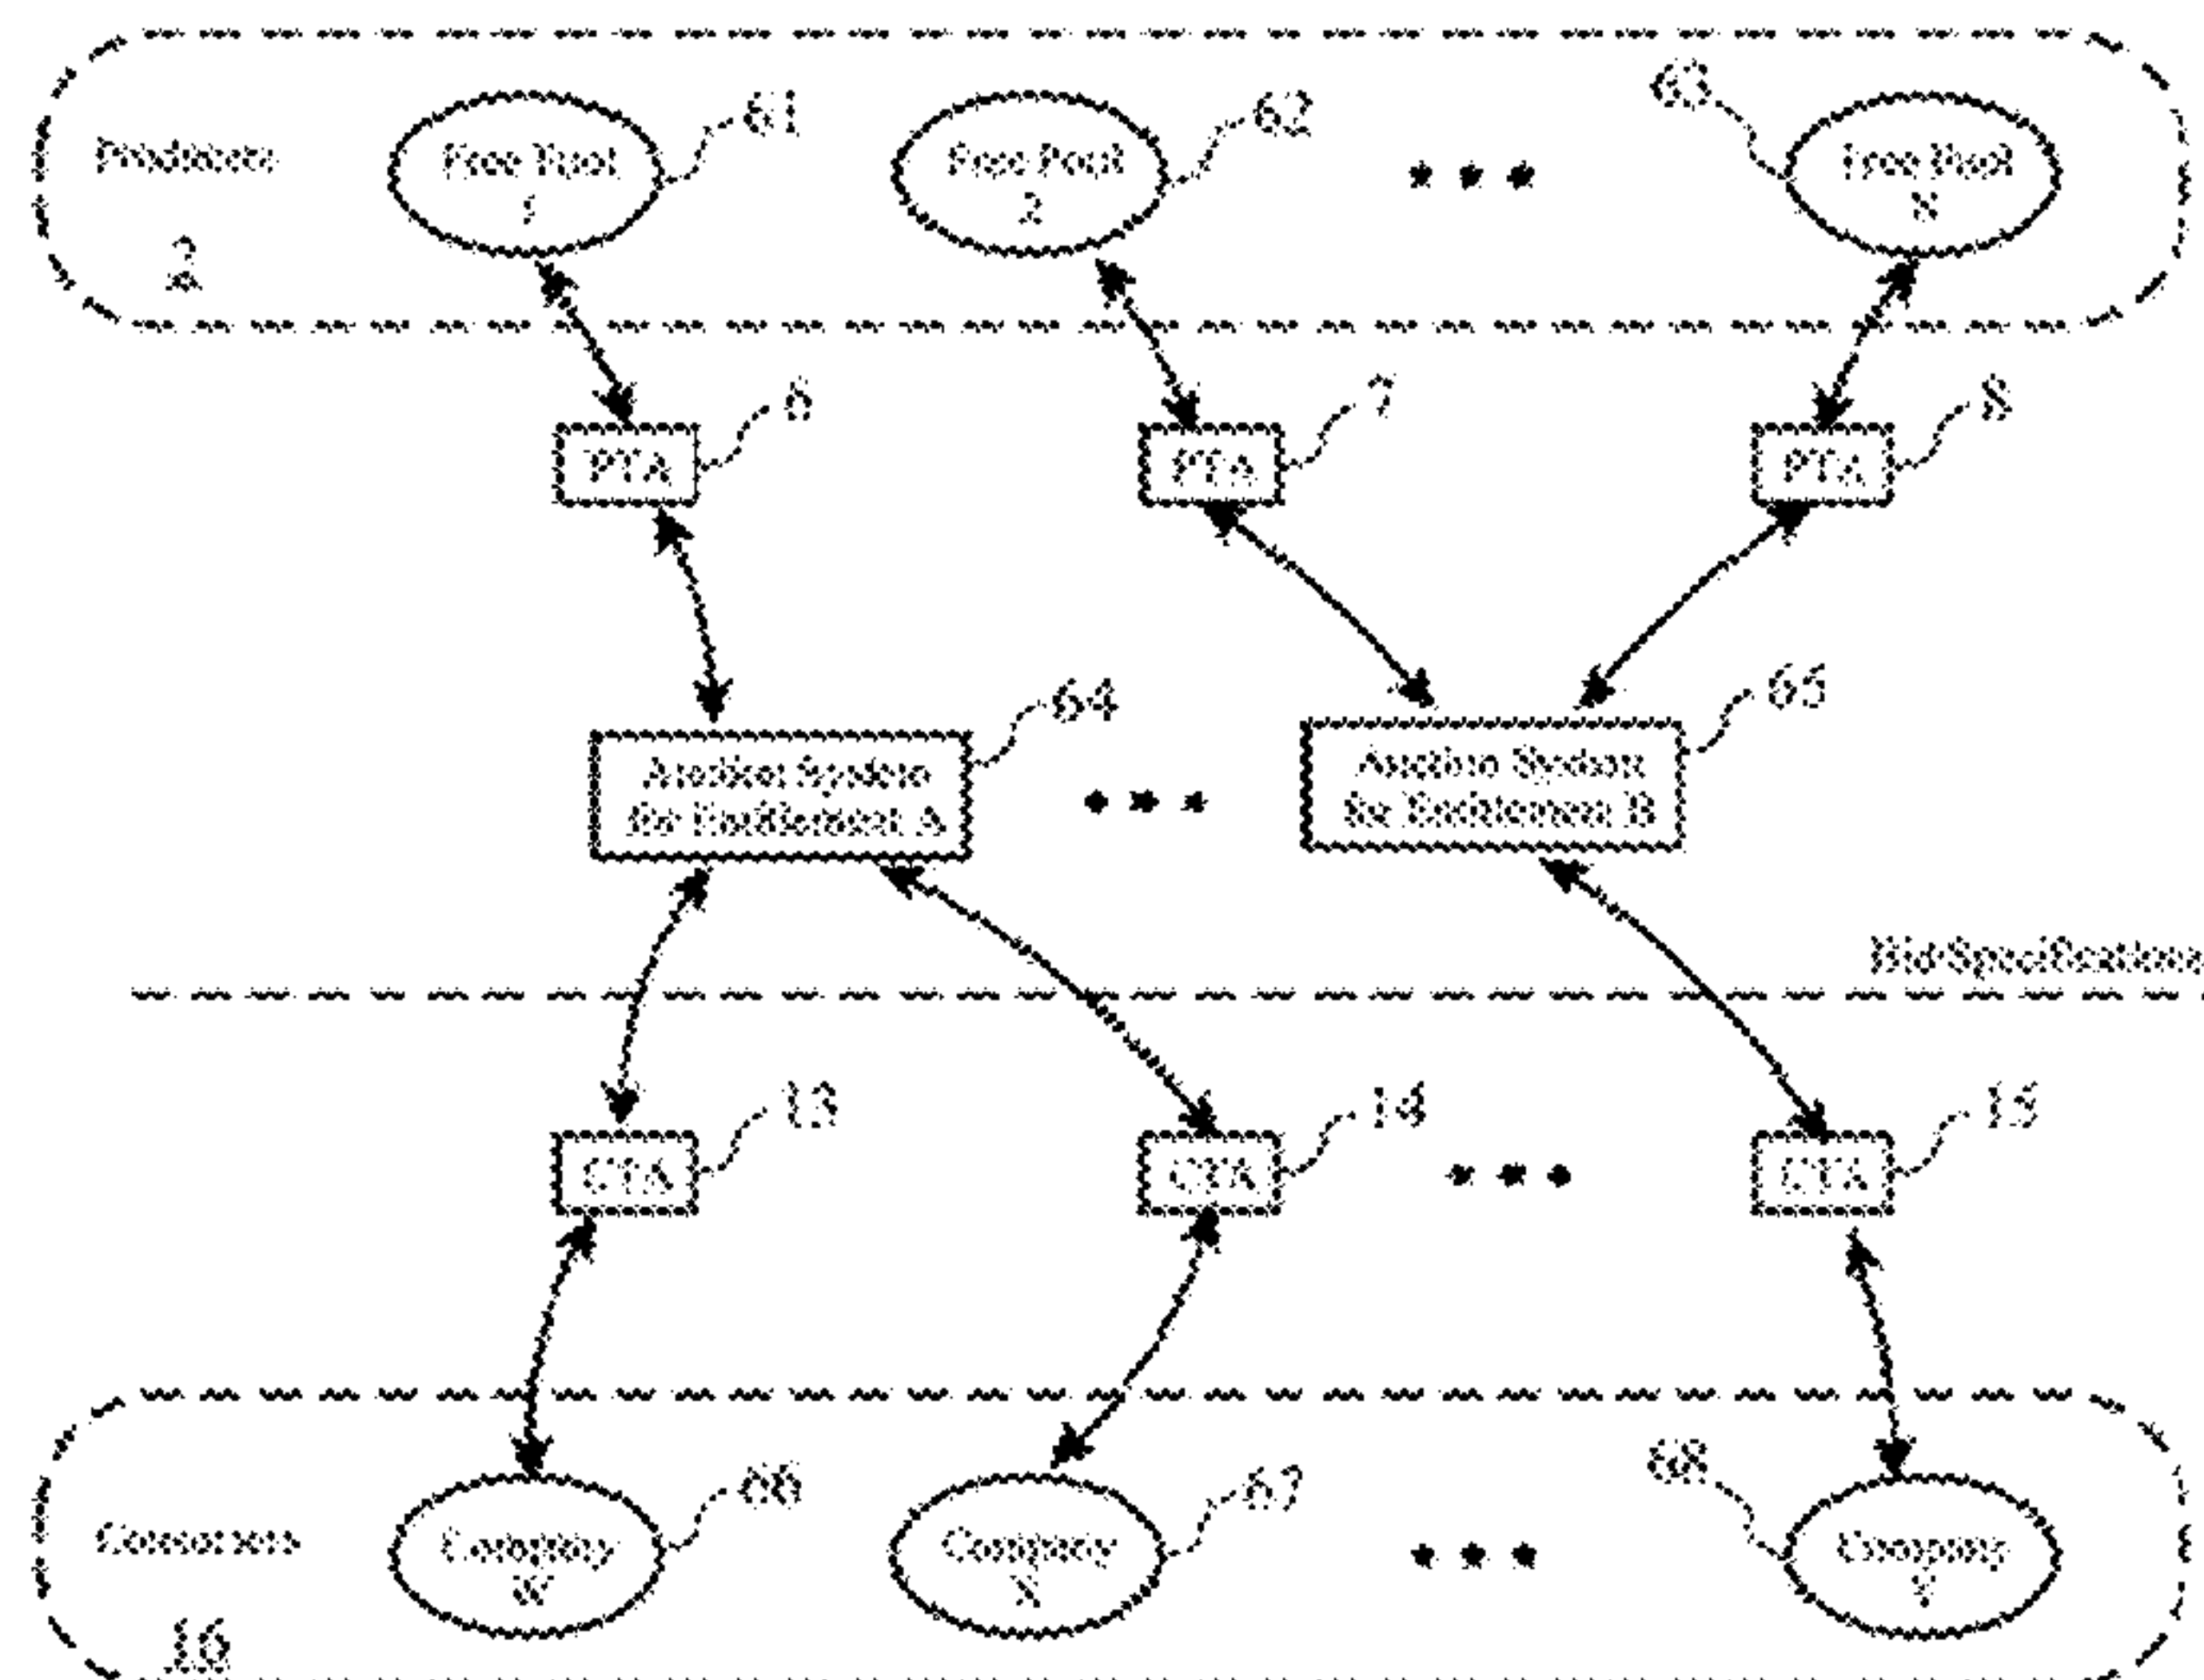 Producers
2
Free Pool
1
61
Free Pool
2
62
Free Pool
N
63
PTA
6
PTA
7
PTA
8
Auction System
for Entitlement A
64
Auction System
for Entitlement B
65
Bid Specifications
CTA
13
CTA
14
CTA
15
Consumers
16
Company
W
66
Company
X
67
Company
Y
68